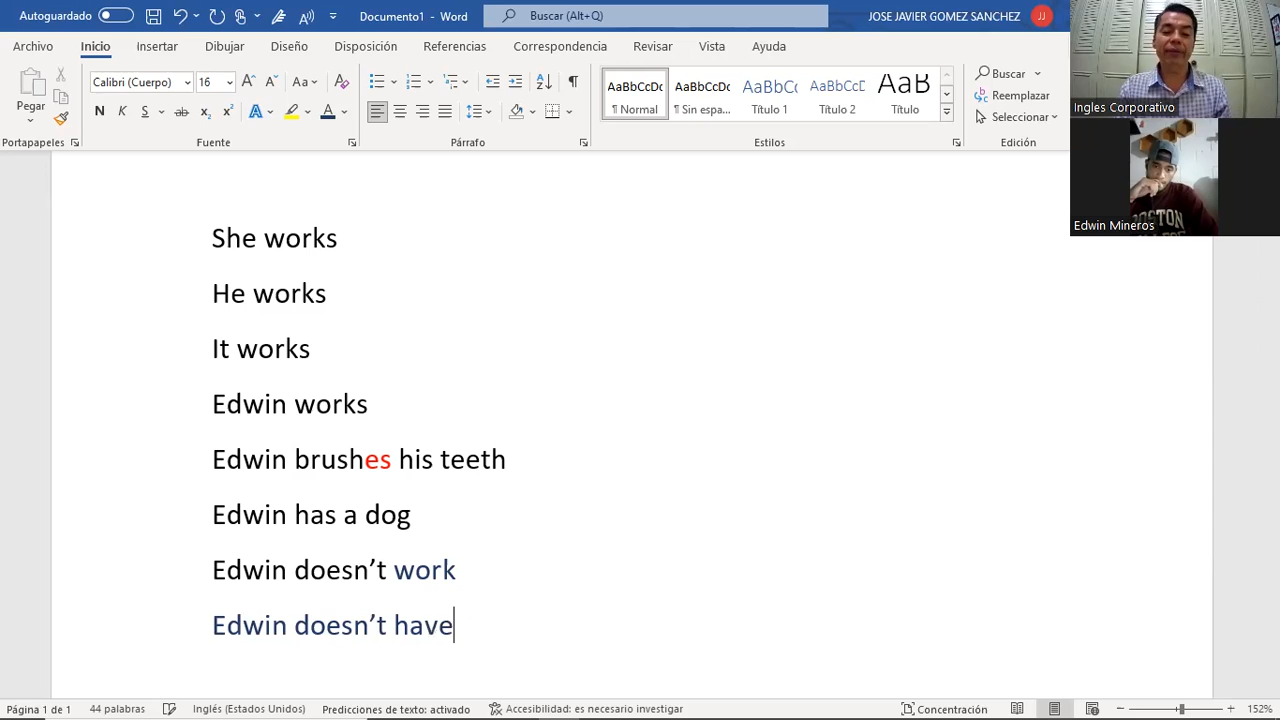 Autoguardado
Documento1 - Word
Buscar (Alt+Q)
JOSE JAVIER GOMEZ SANCHEZ
JJ
Archivo Inicio Insertar Dibujar Diseño Disposición Referencias Correspondencia Revisar Vista Ayuda
Pegar
Calibri (Cuerpo) 16
AaBbCcDc AaBbCcDc AaBbCc AaBbCcD AaB
¶ Normal ¶ Sin espa... Título 1 Título 2 Título
Buscar
Reemplazar
Seleccionar
Portapapeles Fuente Párrafo Estilos Edición
Ingles Corporativo
BOSTON
Edwin Mineros
She works
He works
It works
Edwin works
Edwin brushes his teeth
Edwin has a dog
Edwin doesn’t work
Edwin doesn’t have
Página 1 de 1 44 palabras Inglés (Estados Unidos) Predicciones de texto: activado Accesibilidad: es necesario investigar Concentración 152%